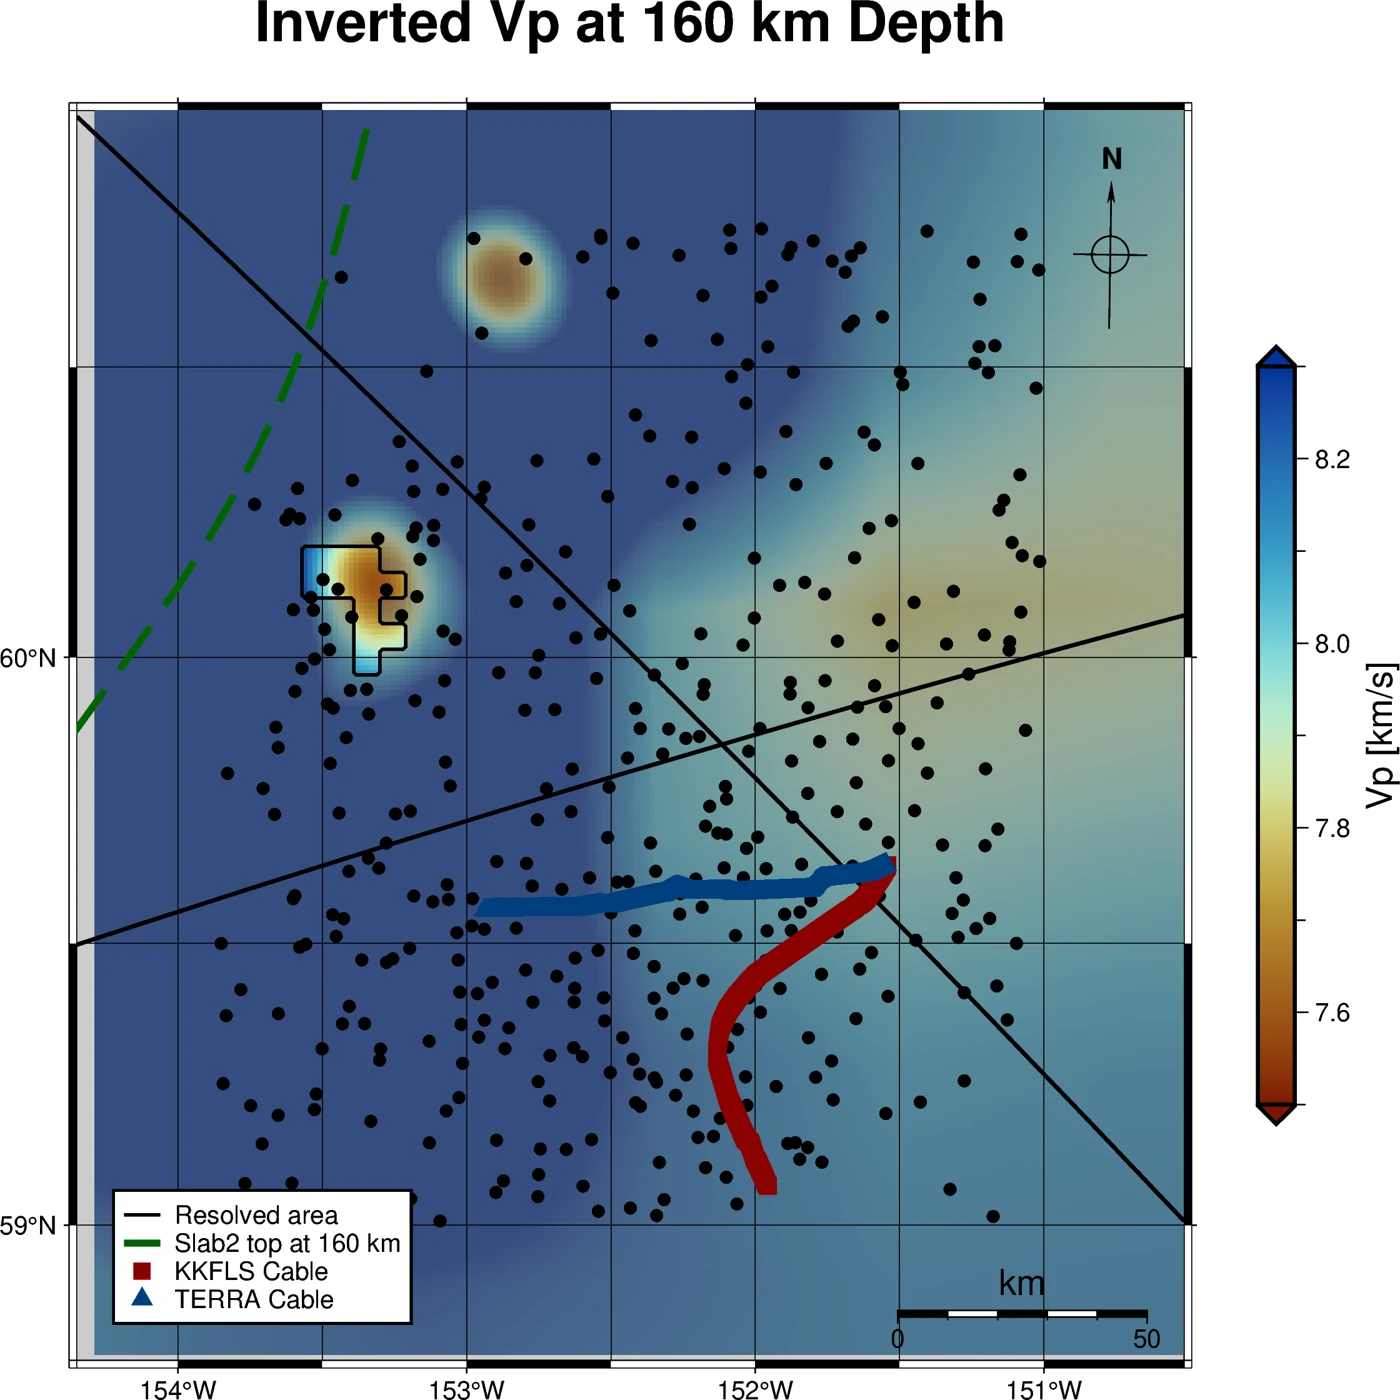 Inverted Vp at 160 km Depth
N
8.2
8.0
7.8
7.6
Vp [km/s]
60°N
59°N
Resolved area
Slab2 top at 160 km
KKFLS Cable
TERRA Cable
km
0
50
154°W
153°W
152°W
151°W